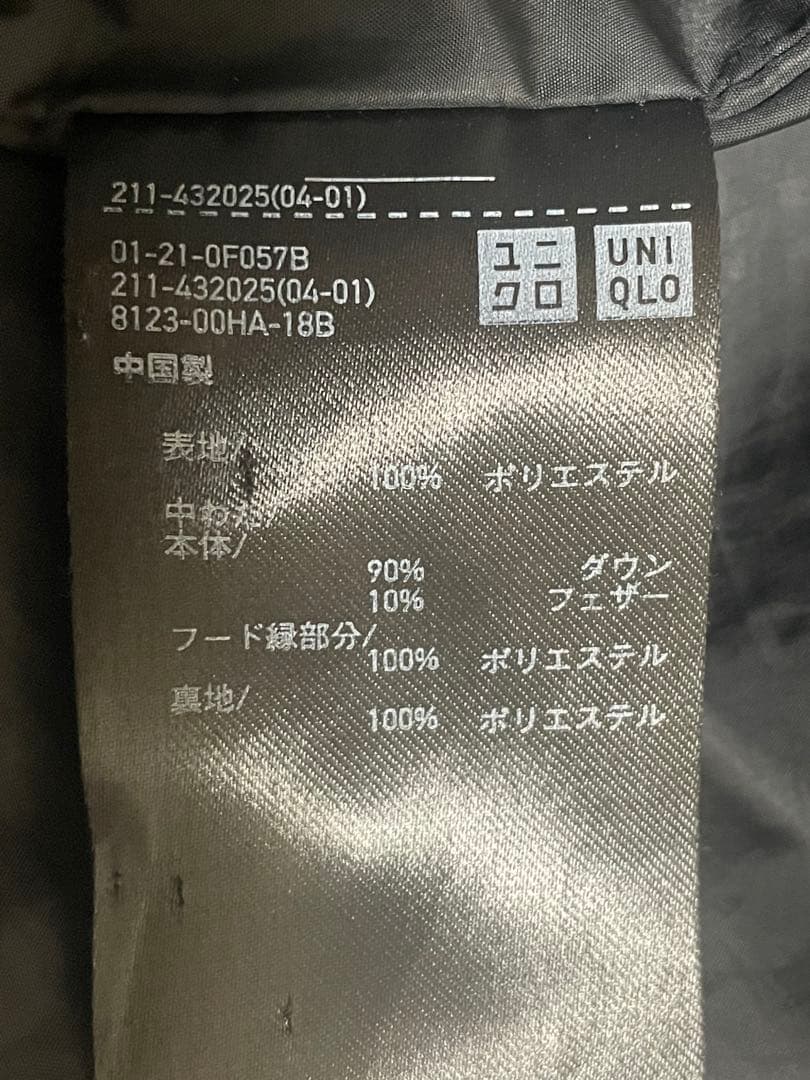 211-432025(04-01)
01-21-0F057B
211-432025(04-01)
8123-00HA-18B
ユニ
クロ
UNI
QLO
中国製
表地/
100% ポリエステル
中わた/
本体/
90% ダウン
10% フェザー
フード縁部分/
100% ポリエステル
裏地/
100% ポリエステル